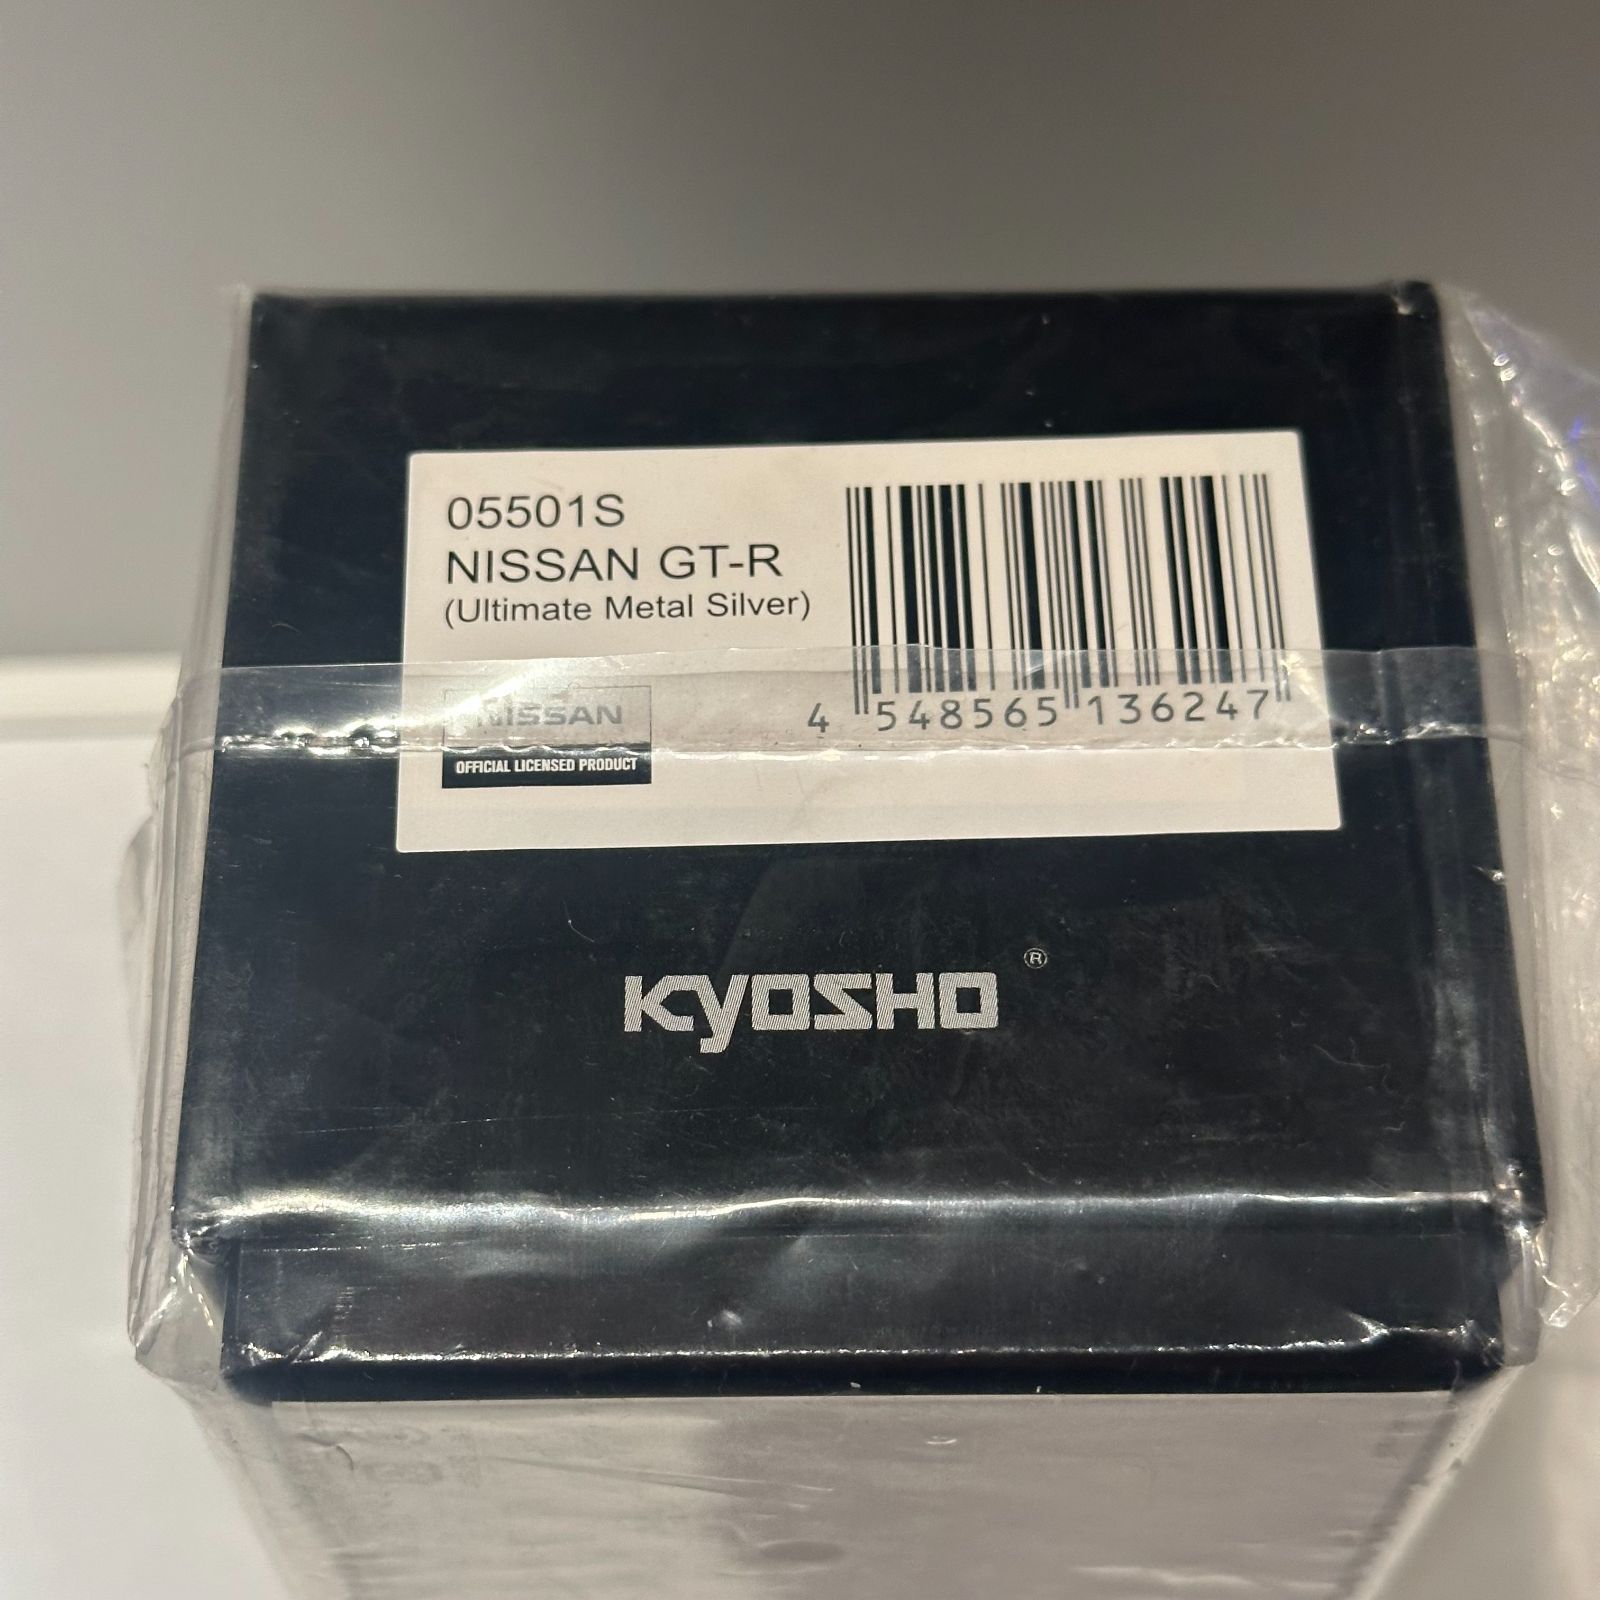 05501S
NISSAN GT-R
(Ultimate Metal Silver)
4 548565 136247
NISSAN
OFFICIAL LICENSED PRODUCT
KYOSHO ®